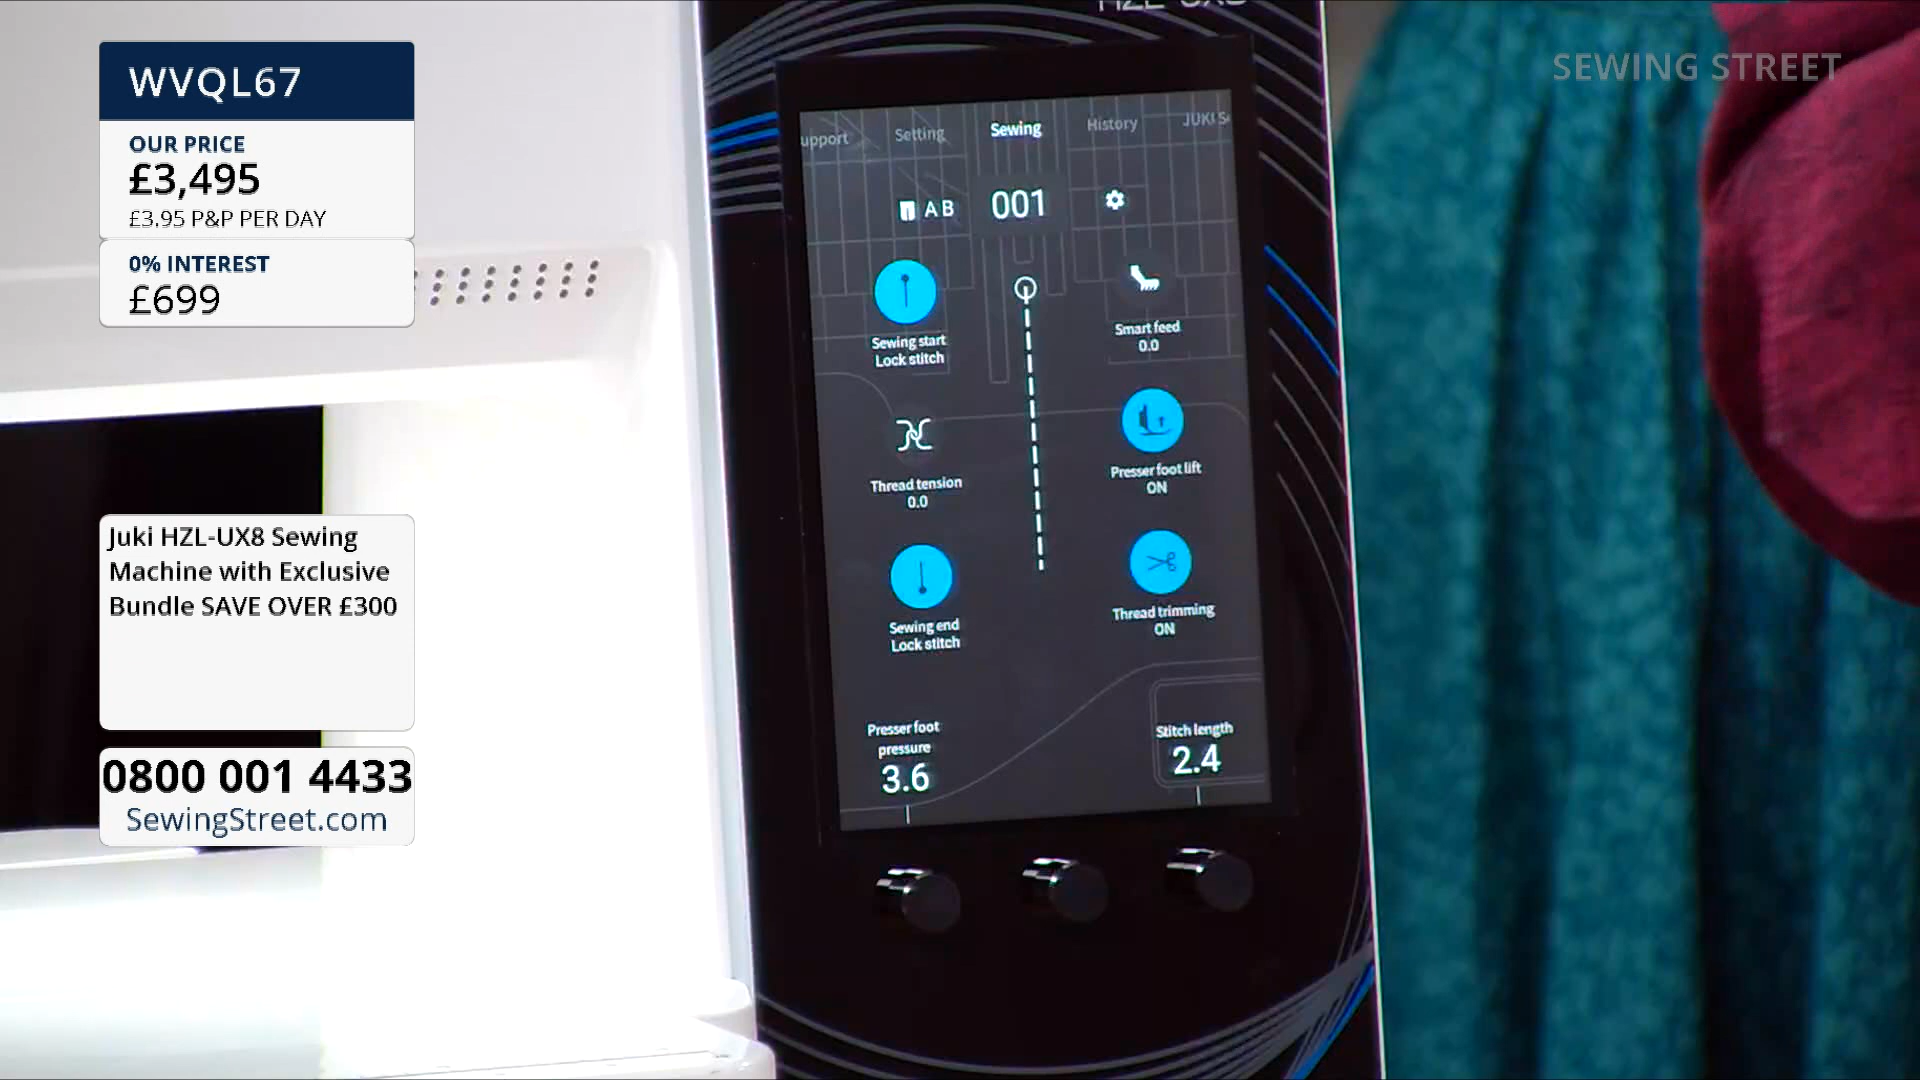 HZL-UX8
SEWING STREET
WVQL67
OUR PRICE
£3,495
£3.95 P&P PER DAY
0% INTEREST
£699
Juki HZL-UX8 Sewing
Machine with Exclusive
Bundle SAVE OVER £300
0800 001 4433
SewingStreet.com
upport Setting Sewing History JUKI S
AB 001
Sewing start
Lock stitch
Smart feed
0.0
Thread tension
0.0
Presser foot lift
ON
Sewing end
Lock stitch
Thread trimming
ON
Presser foot
pressure
3.6
Stitch length
2.4